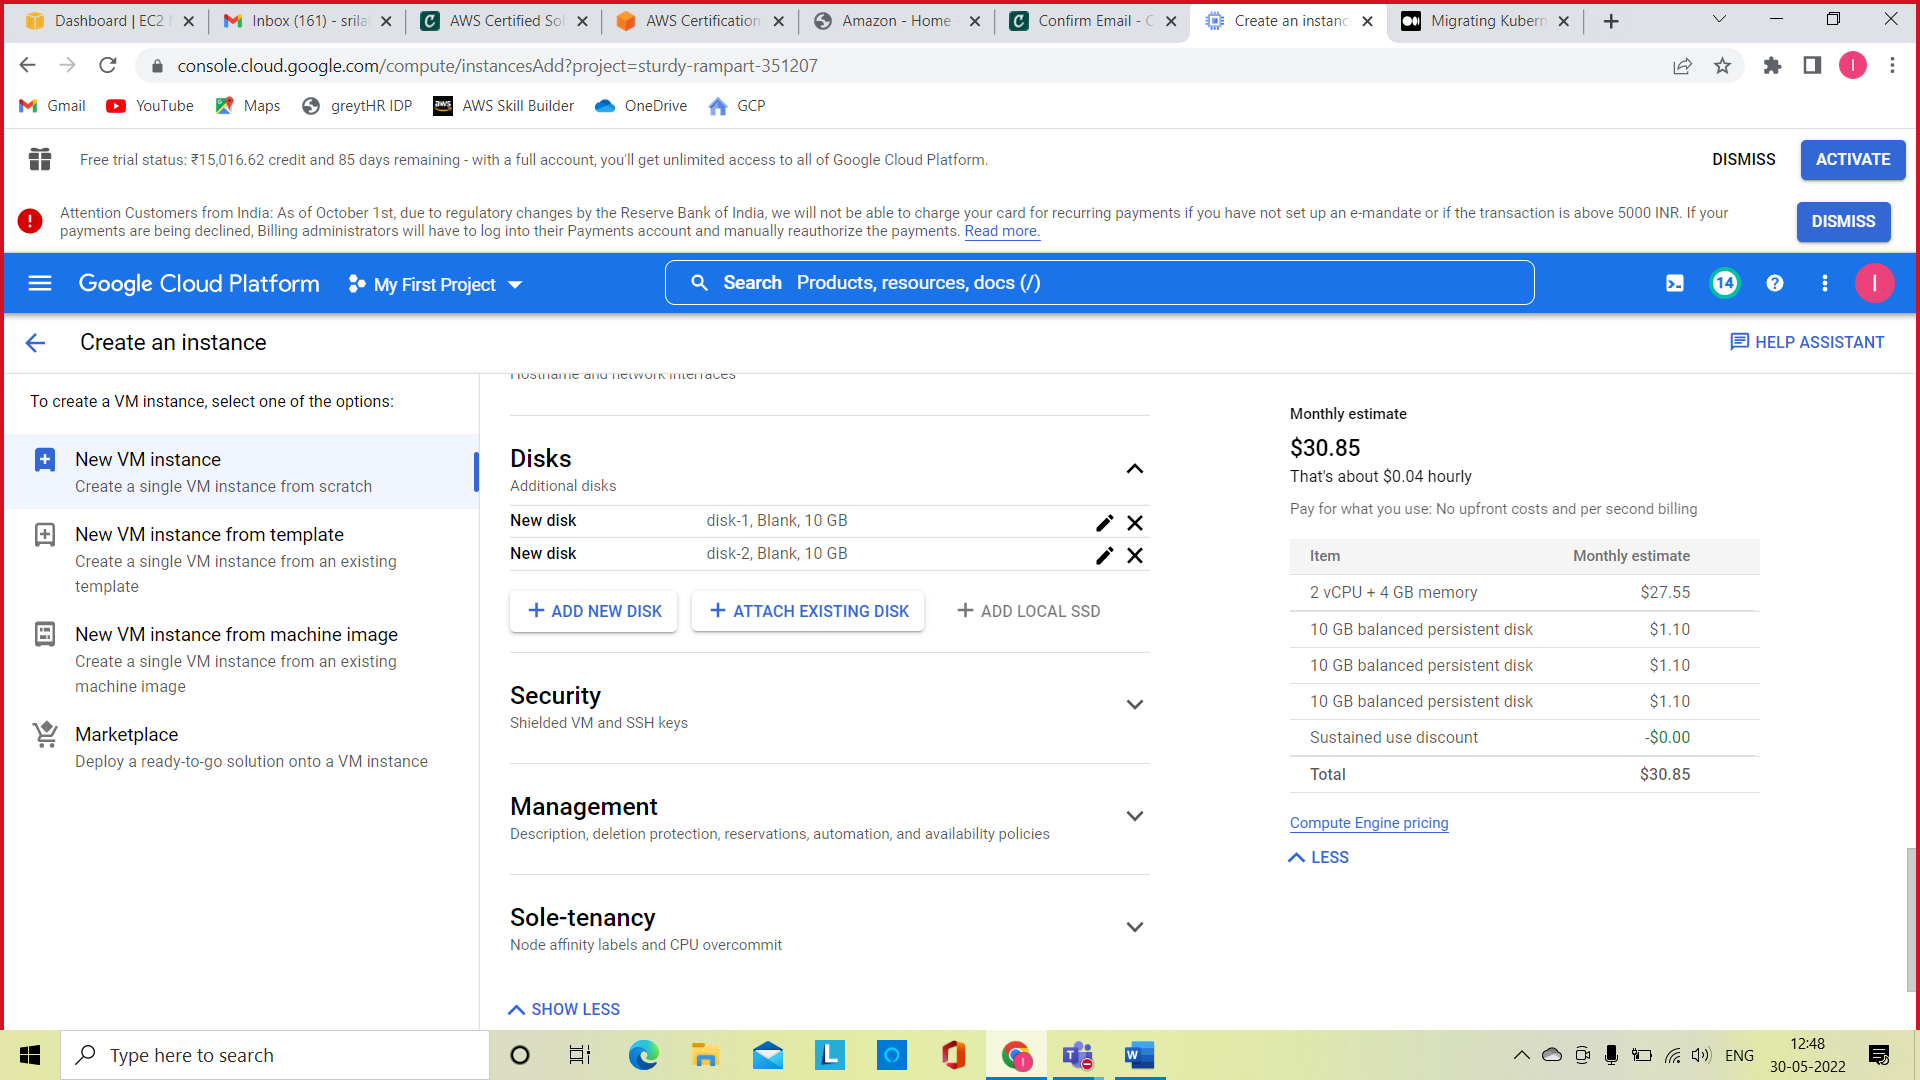 Dashboard | EC2
Inbox (161) - srila
AWS Certified Sol
AWS Certification
Amazon - Home
Confirm Email - C
Create an instanc
Migrating Kubern
console.cloud.google.com/compute/instancesAdd?project=sturdy-rampart-351207
I
Gmail
YouTube
Maps
greytHR IDP
aws
AWS Skill Builder
OneDrive
GCP
Free trial status: ₹15,016.62 credit and 85 days remaining - with a full account, you'll get unlimited access to all of Google Cloud Platform.
DISMISS
ACTIVATE
Attention Customers from India: As of October 1st, due to regulatory changes by the Reserve Bank of India, we will not be able to charge your card for recurring payments if you have not set up an e-mandate or if the transaction is above 5000 INR. If your
payments are being declined, Billing administrators will have to log into their Payments account and manually reauthorize the payments. Read more.
DISMISS
Google Cloud Platform
My First Project
Search Products, resources, docs (/)
14
I
Create an instance
HELP ASSISTANT
To create a VM instance, select one of the options:
New VM instance
Create a single VM instance from scratch
New VM instance from template
Create a single VM instance from an existing
template
New VM instance from machine image
Create a single VM instance from an existing
machine image
Marketplace
Deploy a ready-to-go solution onto a VM instance
Hostname and network interfaces
Disks
Additional disks
New disk disk-1, Blank, 10 GB
New disk disk-2, Blank, 10 GB
ADD NEW DISK
ATTACH EXISTING DISK
ADD LOCAL SSD
Security
Shielded VM and SSH keys
Management
Description, deletion protection, reservations, automation, and availability policies
Sole-tenancy
Node affinity labels and CPU overcommit
SHOW LESS
Monthly estimate
$30.85
That's about $0.04 hourly
Pay for what you use: No upfront costs and per second billing
Item Monthly estimate
2 vCPU + 4 GB memory $27.55
10 GB balanced persistent disk $1.10
10 GB balanced persistent disk $1.10
10 GB balanced persistent disk $1.10
Sustained use discount -$0.00
Total $30.85
Compute Engine pricing
LESS
Type here to search
ENG
12:48
30-05-2022